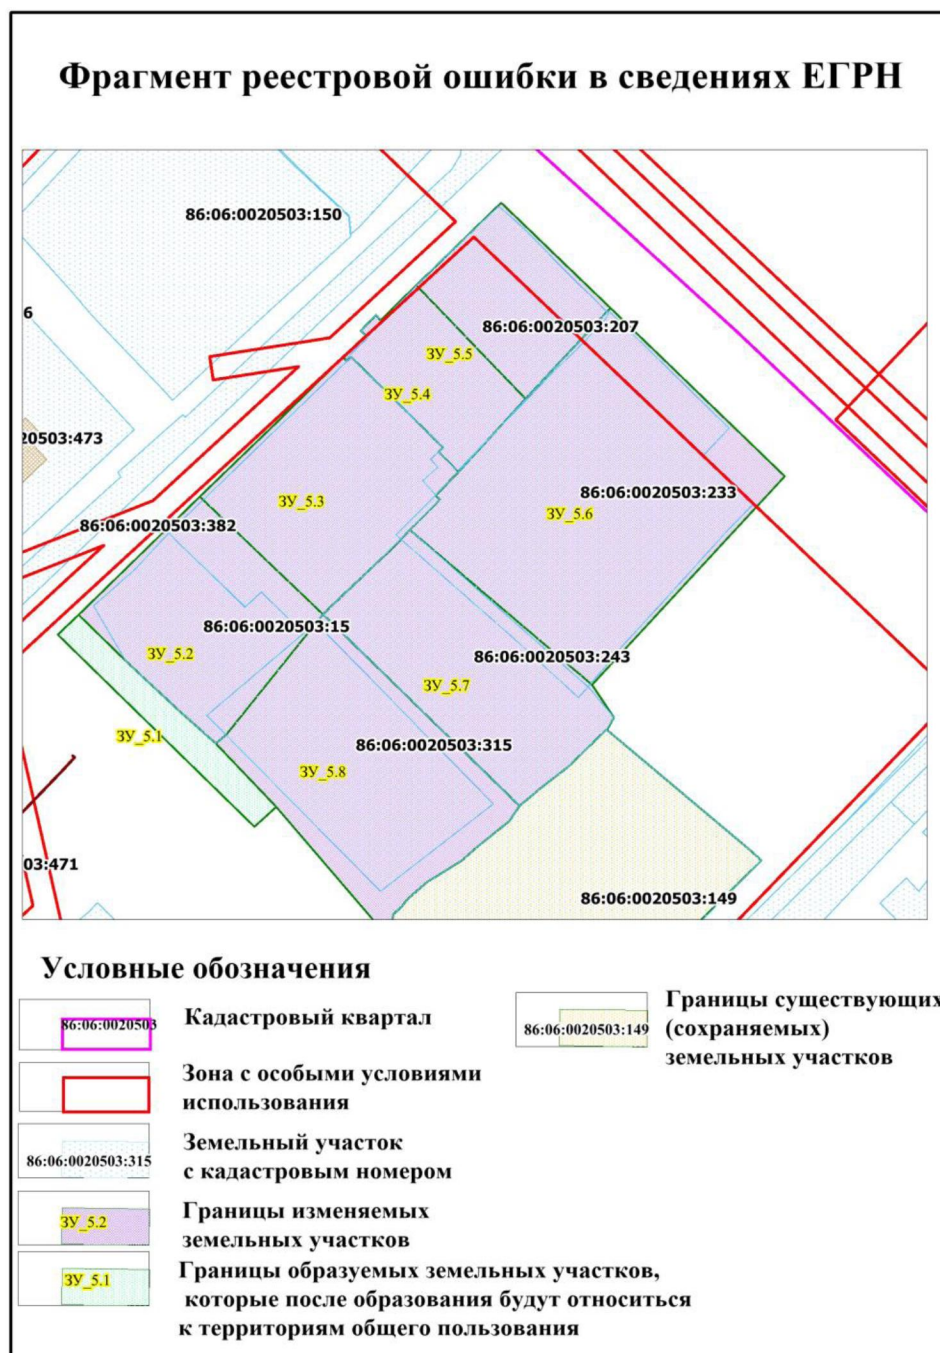 Фрагмент реестровой ошибки в сведениях ЕГРН
86:06:0020503:150
6
86:06:0020503:207
ЗУ_5.5
ЗУ_5.4
20503:473
86:06:0020503:233
ЗУ_5.3
ЗУ_5.6
86:06:0020503:382
86:06:0020503:15
ЗУ_5.2
86:06:0020503:243
ЗУ_5.7
ЗУ_5.1
86:06:0020503:315
ЗУ_5.8
03:471
86:06:0020503:149
Условные обозначения
86:06:0020503
Кадастровый квартал
Зона с особыми условиями
использования
86:06:0020503:315
Земельный участок
с кадастровым номером
ЗУ_5.2
Границы изменяемых
земельных участков
ЗУ_5.1
Границы образуемых земельных участков,
которые после образования будут относиться
к территориям общего пользования
86:06:0020503:149
Границы существующих
(сохраняемых)
земельных участков